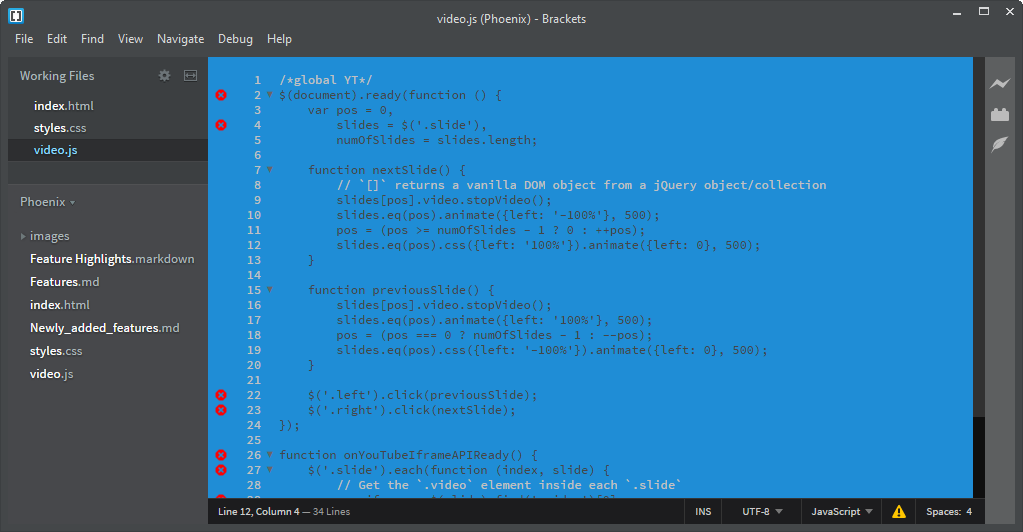 video.js (Phoenix) - Brackets
File Edit Find View Navigate Debug Help
Working Files
index.html
styles.css
video.js
Phoenix
images
Feature Highlights.markdown
Features.md
index.html
Newly_added_features.md
styles.css
video.js
1 /*global YT*/
2 $(document).ready(function () {
3 var pos = 0,
4 slides = $('.slide'),
5 numOfSlides = slides.length;
6
7 function nextSlide() {
8 // `[]` returns a vanilla DOM object from a jQuery object/collection
9 slides[pos].video.stopVideo();
10 slides.eq(pos).animate({left: '-100%'}, 500);
11 pos = (pos >= numOfSlides - 1 ? 0 : ++pos);
12 slides.eq(pos).css({left: '100%'}).animate({left: 0}, 500);
13 }
14
15 function previousSlide() {
16 slides[pos].video.stopVideo();
17 slides.eq(pos).animate({left: '100%'}, 500);
18 pos = (pos === 0 ? numOfSlides - 1 : --pos);
19 slides.eq(pos).css({left: '-100%'}).animate({left: 0}, 500);
20 }
21
22 $('.left').click(previousSlide);
23 $('.right').click(nextSlide);
24 });
25
26 function onYouTubeIframeAPIReady() {
27 $('.slide').each(function (index, slide) {
28 // Get the `.video` element inside each `.slide`
Line 12, Column 4 — 34 Lines
INS UTF-8 JavaScript Spaces: 4